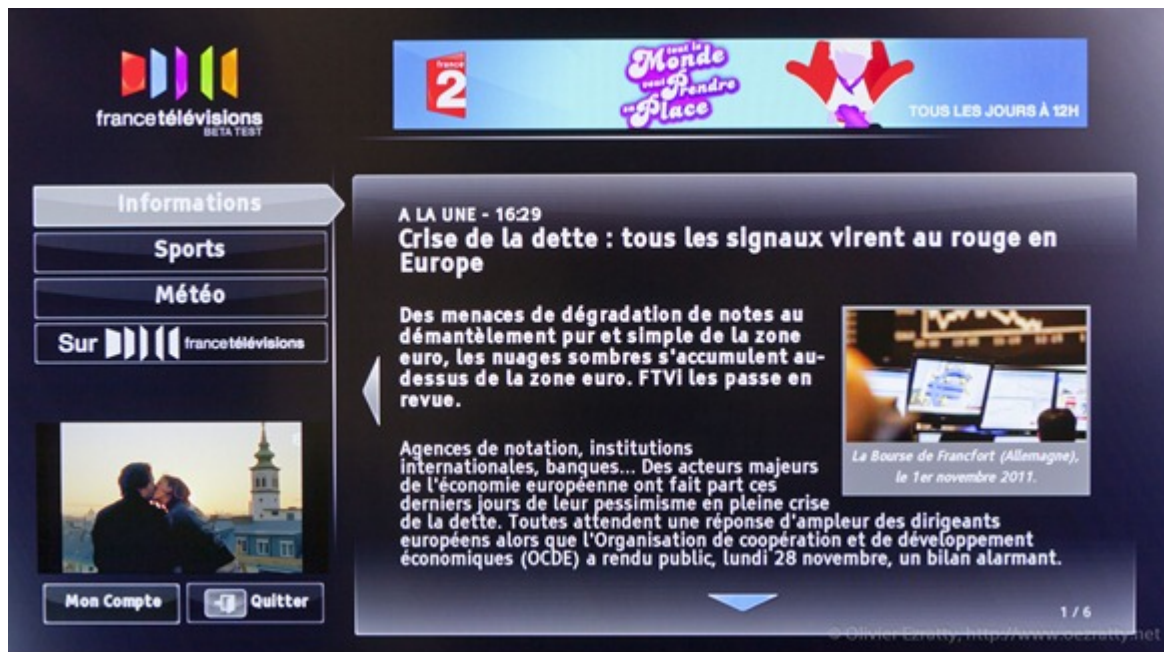 francetélévisions
BETA TEST
france
2
tout le
Monde
veut Prendre
sa Place
TOUS LES JOURS À 12H
Informations
Sports
Météo
Sur francetélévisions
A LA UNE - 16:29
Crise de la dette : tous les signaux virent au rouge en
Europe
Des menaces de dégradation de notes au
démantèlement pur et simple de la zone
euro, les nuages sombres s'accumulent au-
dessus de la zone euro. FTVi les passe en
revue.
La Bourse de Francfort (Allemagne),
le 1er novembre 2011.
Agences de notation, institutions
internationales, banques... Des acteurs majeurs
de l'économie européenne ont fait part ces
derniers jours de leur pessimisme en pleine crise
de la dette. Toutes attendent une réponse d'ampleur des dirigeants
européens alors que l'Organisation de coopération et de développement
économiques (OCDE) a rendu public, lundi 28 novembre, un bilan alarmant.
Mon Compte
Quitter
1 / 6
© Olivier Ezratty, http://www.oezratty.net